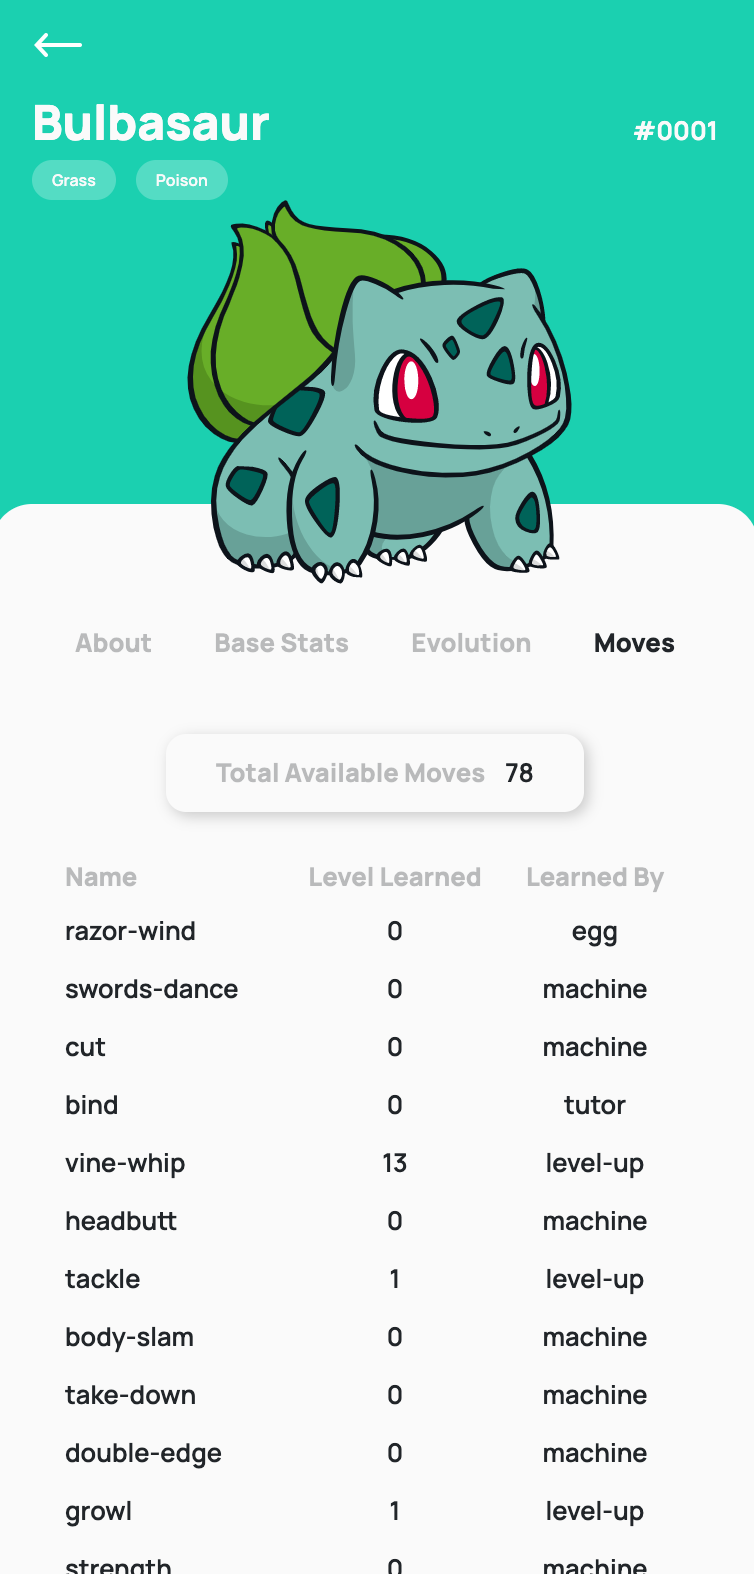 Bulbasaur
#0001
Grass Poison
About Base Stats Evolution Moves
Total Available Moves 78
Name Level Learned Learned By
razor-wind 0 egg
swords-dance 0 machine
cut 0 machine
bind 0 tutor
vine-whip 13 level-up
headbutt 0 machine
tackle 1 level-up
body-slam 0 machine
take-down 0 machine
double-edge 0 machine
growl 1 level-up
strength 0 machine